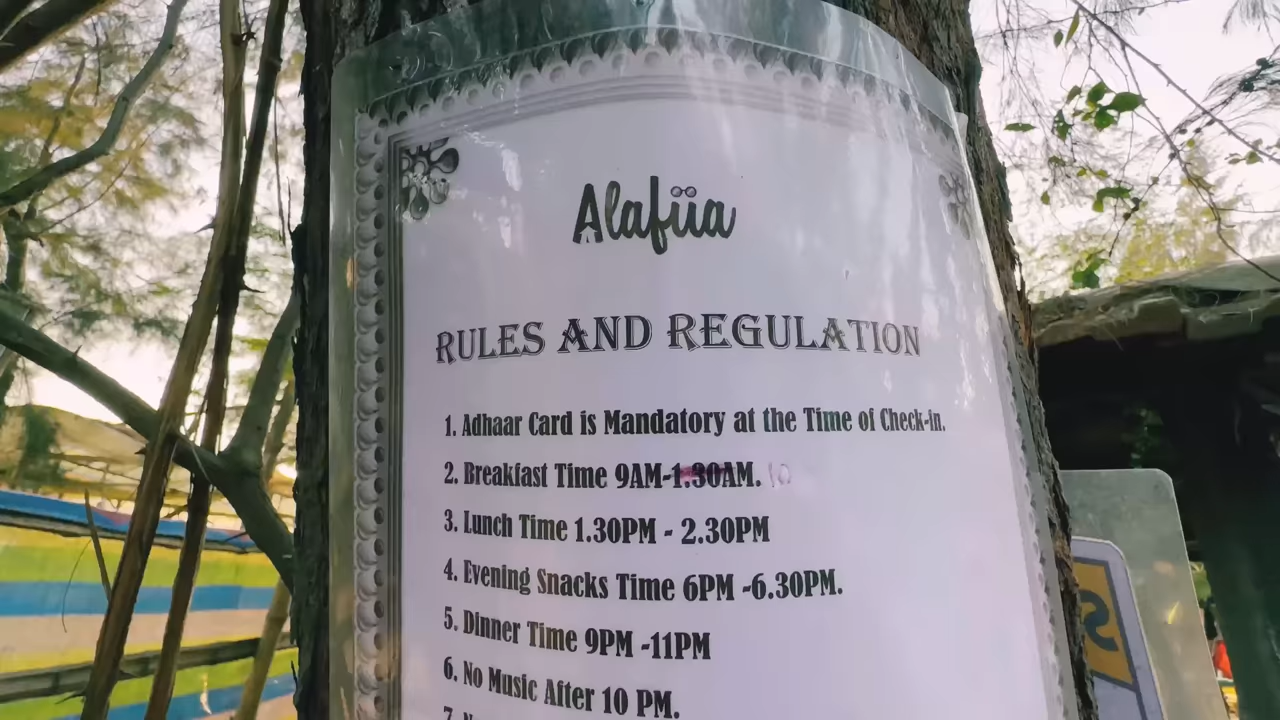 Alafiia
RULES AND REGULATION
1. Adhaar Card is Mandatory at the Time of Check-in.
2. Breakfast Time 9AM-1.30AM. 10
3. Lunch Time 1.30PM - 2.30PM
4. Evening Snacks Time 6PM -6.30PM.
5. Dinner Time 9PM -11PM
6. No Music After 10 PM.
7.